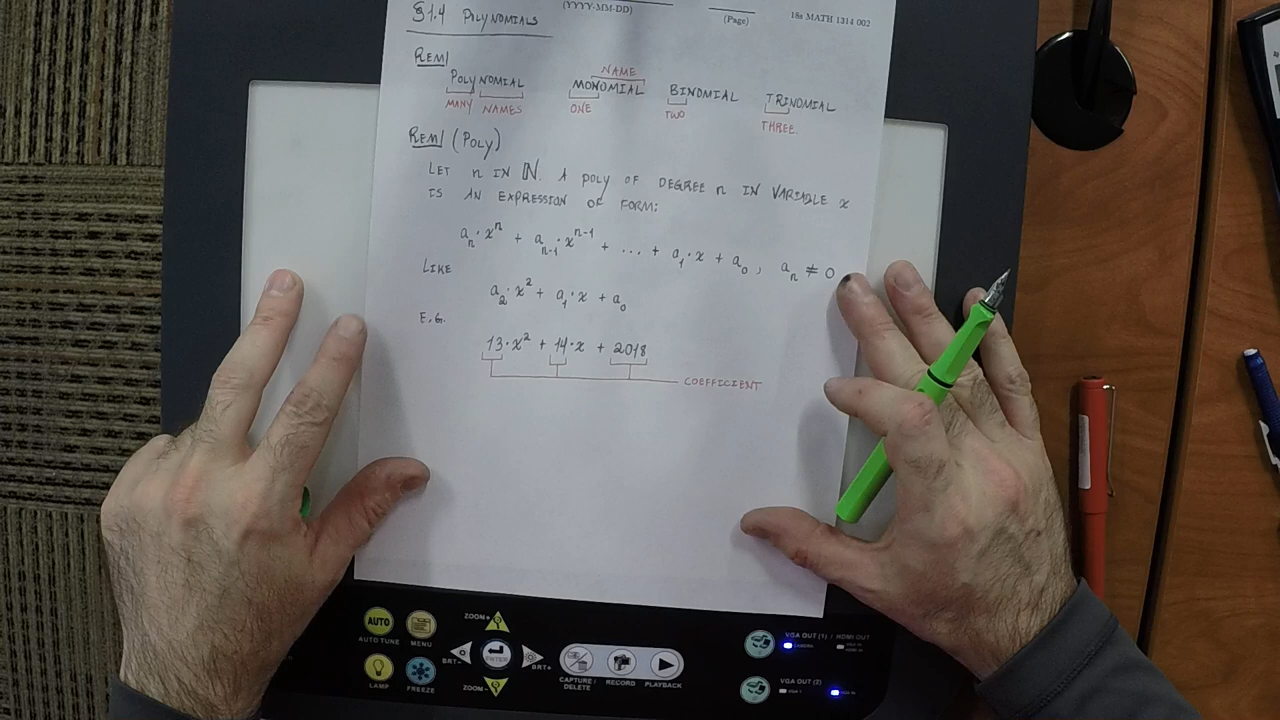 §1.4 POLYNOMIALS
(YYYY-MM-DD)
(Page)
18s MATH 1314 002
REM
NAME
POLYNOMIAL MONOMIAL BINOMIAL TRINOMIAL
MANY NAMES ONE TWO THREE
REM (POLY)
LET n IN ℕ. A POLY OF DEGREE n IN VARIABLE x
IS AN EXPRESSION OF FORM:
aₙ·xⁿ + aₙ₋₁·xⁿ⁻¹ + ... + a₁·x + a₀, aₙ ≠ 0
LIKE
a₂·x² + a₁·x + a₀
E.G.
13·x² + 14·x + 2018
COEFFICIENT
AUTO
AUTO TUNE
MENU
ZOOM+
BRT- ENTER BRT+
ZOOM-
LAMP
FREEZE
CAPTURE / DELETE
RECORD
PLAYBACK
VGA OUT (1) / HDMI OUT
CAMERA
VGA OUT (2)